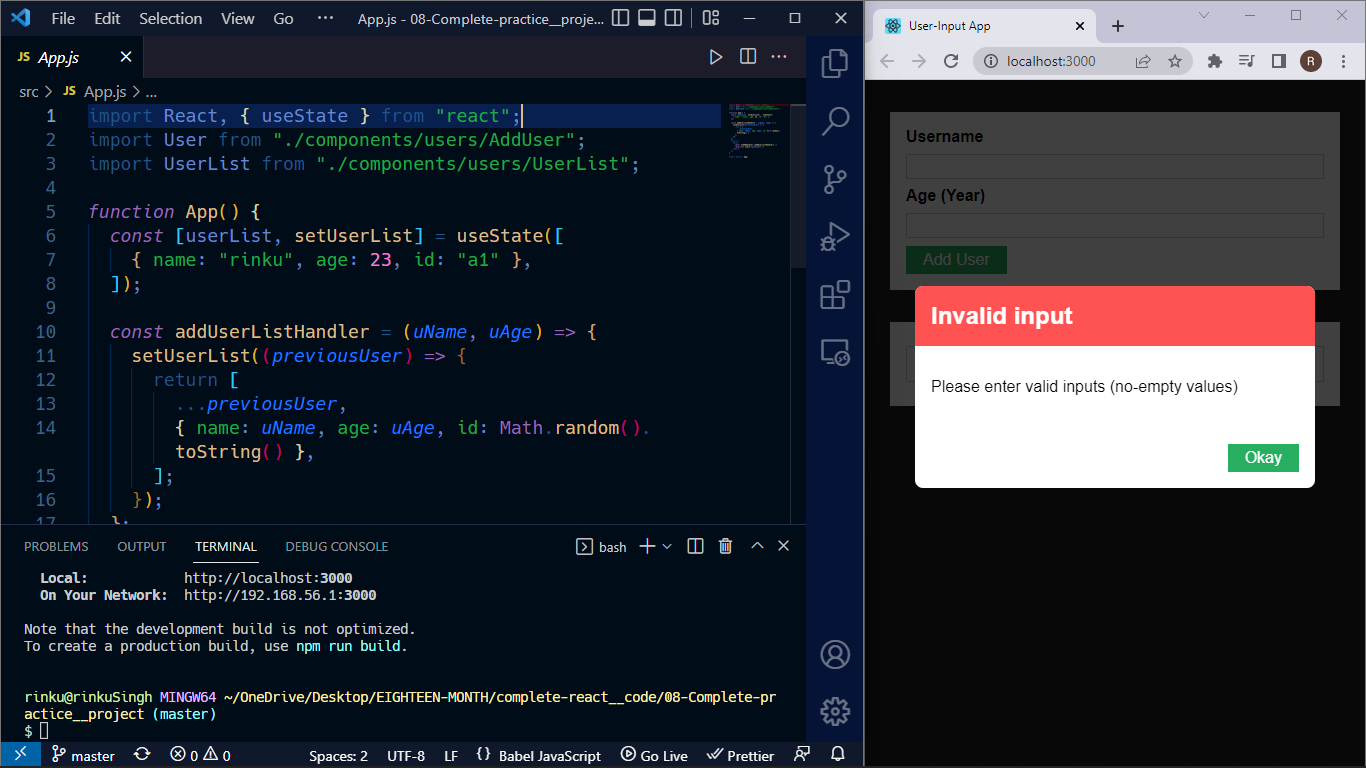 File Edit Selection View Go ··· App.js - 08-Complete-practice__proje...
JS App.js
src > JS App.js > ...
1 import React, { useState } from "react";
2 import User from "./components/users/AddUser";
3 import UserList from "./components/users/UserList";
4
5 function App() {
6 const [userList, setUserList] = useState([
7 { name: "rinku", age: 23, id: "a1" },
8 ]);
9
10 const addUserListHandler = (uName, uAge) => {
11 setUserList((previousUser) => {
12 return [
13 ...previousUser,
14 { name: uName, age: uAge, id: Math.random().
toString() },
15 ];
16 });
17 };
PROBLEMS OUTPUT TERMINAL DEBUG CONSOLE bash
Local: http://localhost:3000
On Your Network: http://192.168.56.1:3000
Note that the development build is not optimized.
To create a production build, use npm run build.
rinku@rinkuSingh MINGW64 ~/OneDrive/Desktop/EIGHTEEN-MONTH/complete-react__code/08-Complete-pr
actice__project (master)
$
master 0 0 Spaces: 2 UTF-8 LF {} Babel JavaScript Go Live Prettier
User-Input App
localhost:3000 R
Username
Age (Year)
Add User
Invalid input
Please enter valid inputs (no-empty values)
Okay